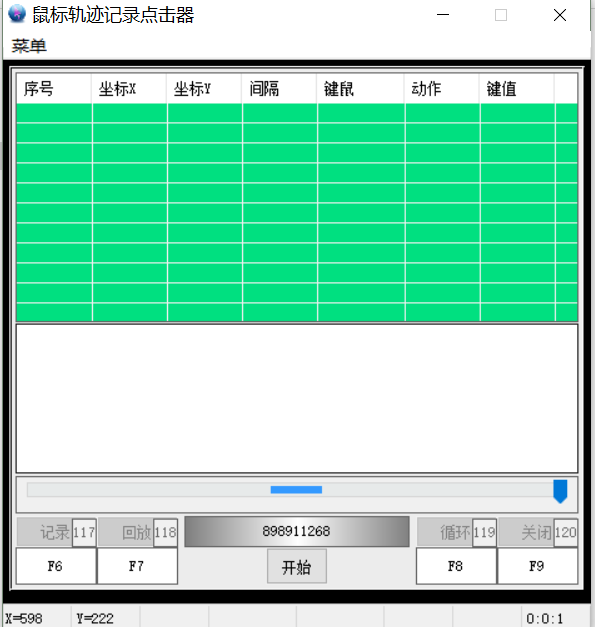 鼠标轨迹记录点击器
菜单
序号 坐标X 坐标Y 间隔 键鼠 动作 键值
记录 117 回放 118 898911268 循环 119 关闭 120
F6 F7 开始 F8 F9
X=598 Y=222 0:0:1